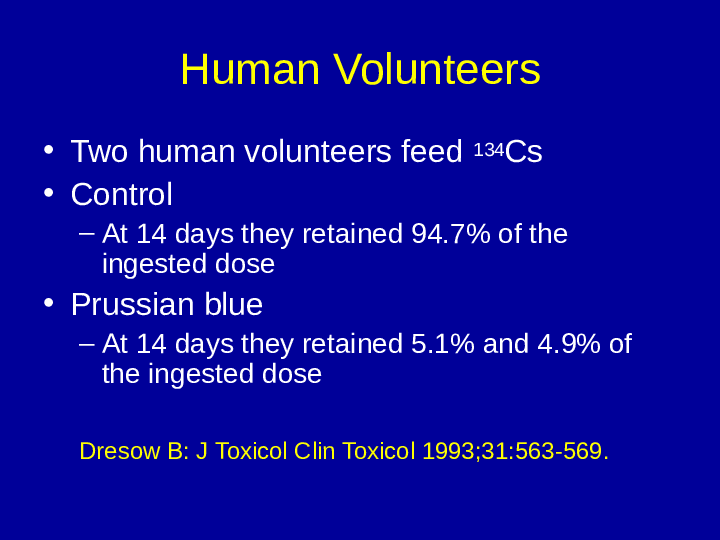 Human Volunteers
• Two human volunteers feed ¹³⁴Cs
• Control
– At 14 days they retained 94.7% of the
ingested dose
• Prussian blue
– At 14 days they retained 5.1% and 4.9% of
the ingested dose
Dresow B: J Toxicol Clin Toxicol 1993;31:563-569.